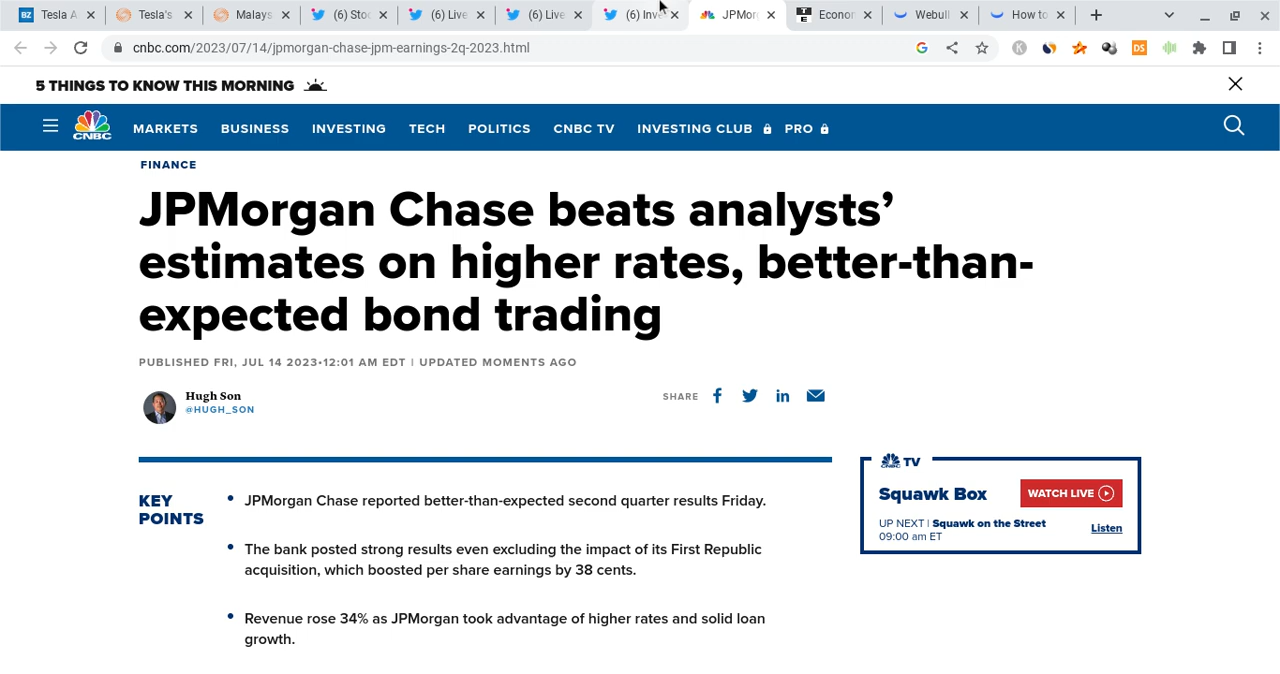 Tesla A
Tesla's
Malays
(6) Sto
(6) Live
(6) Live
(6) Inve
JPMor
Econor
Webull
How to
cnbc.com/2023/07/14/jpmorgan-chase-jpm-earnings-2q-2023.html
5 THINGS TO KNOW THIS MORNING
CNBC MARKETS BUSINESS INVESTING TECH POLITICS CNBC TV INVESTING CLUB PRO
FINANCE
JPMorgan Chase beats analysts’
estimates on higher rates, better-than-
expected bond trading
PUBLISHED FRI, JUL 14 2023•12:01 AM EDT | UPDATED MOMENTS AGO
Hugh Son
@HUGH_SON
SHARE
KEY
POINTS
• JPMorgan Chase reported better-than-expected second quarter results Friday.
• The bank posted strong results even excluding the impact of its First Republic
acquisition, which boosted per share earnings by 38 cents.
• Revenue rose 34% as JPMorgan took advantage of higher rates and solid loan
growth.
CNBC TV
Squawk Box
WATCH LIVE
UP NEXT | Squawk on the Street
09:00 am ET
Listen